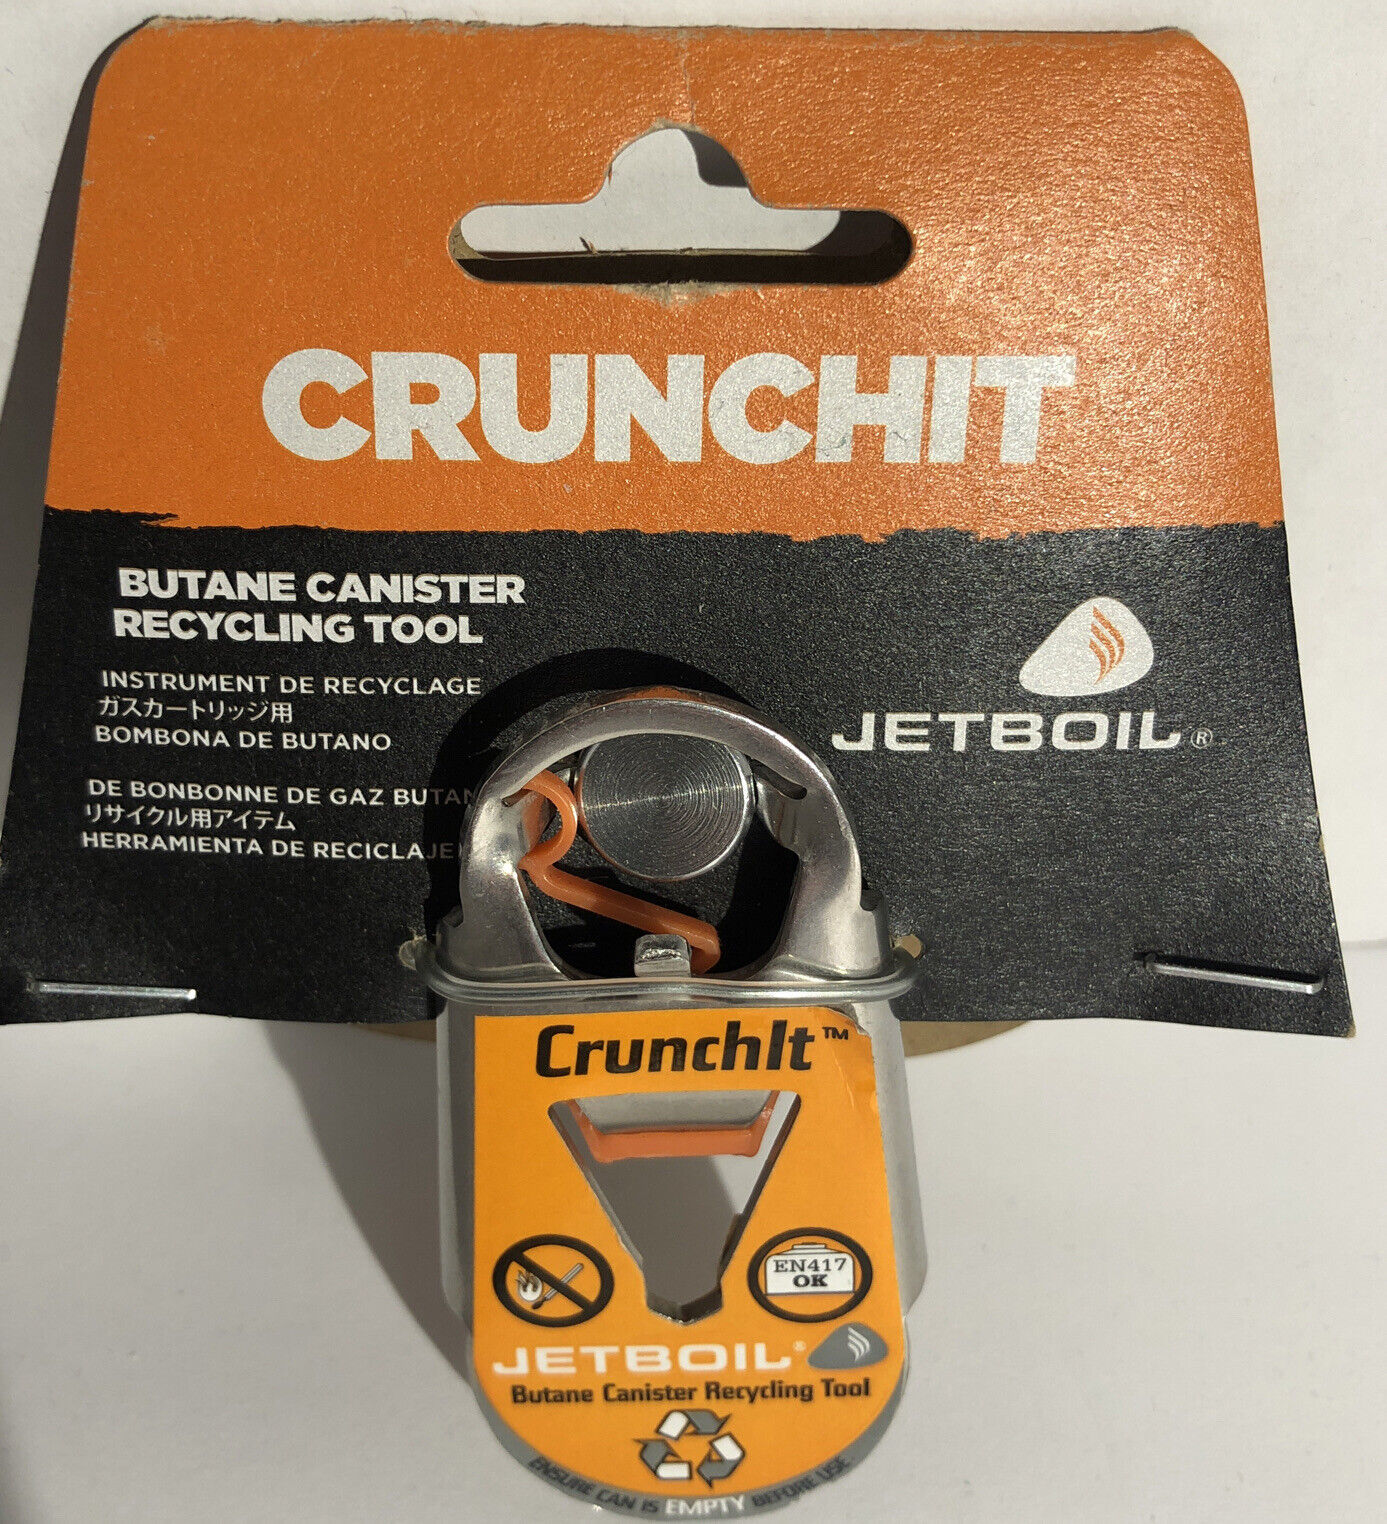 CRUNCHIT
BUTANE CANISTER
RECYCLING TOOL
INSTRUMENT DE RECYCLAGE
ガスカートリッジ用
BOMBONA DE BUTANO
DE BONBONNE DE GAZ BUTAN
リサイクル用アイテム
HERRAMIENTA DE RECICLAJE
JETBOIL®
CrunchIt™
EN417
OK
JETBOIL®
Butane Canister Recycling Tool
ENSURE CAN IS EMPTY BEFORE USE